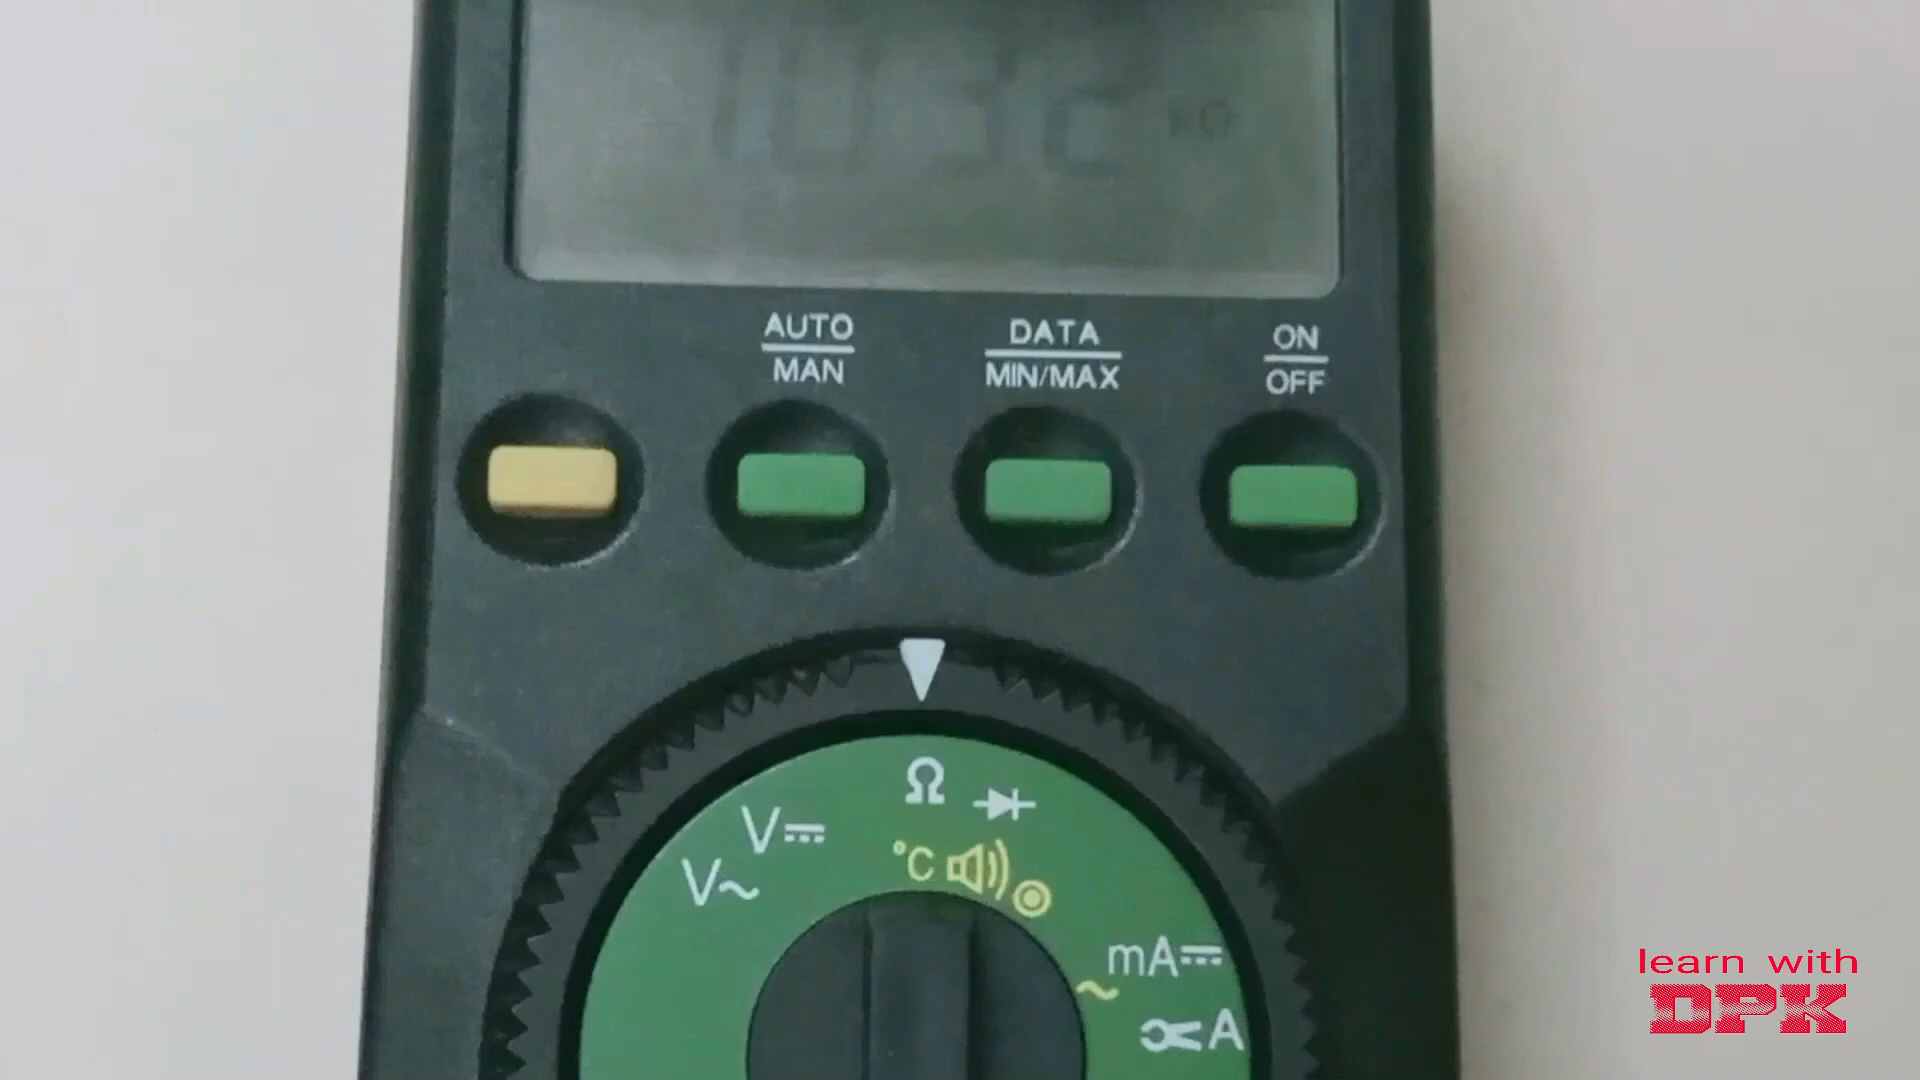 AUTO
MAN
DATA
MIN/MAX
ON
OFF
Ω
V
°C
V~
mA
~
A
learn with
DPK